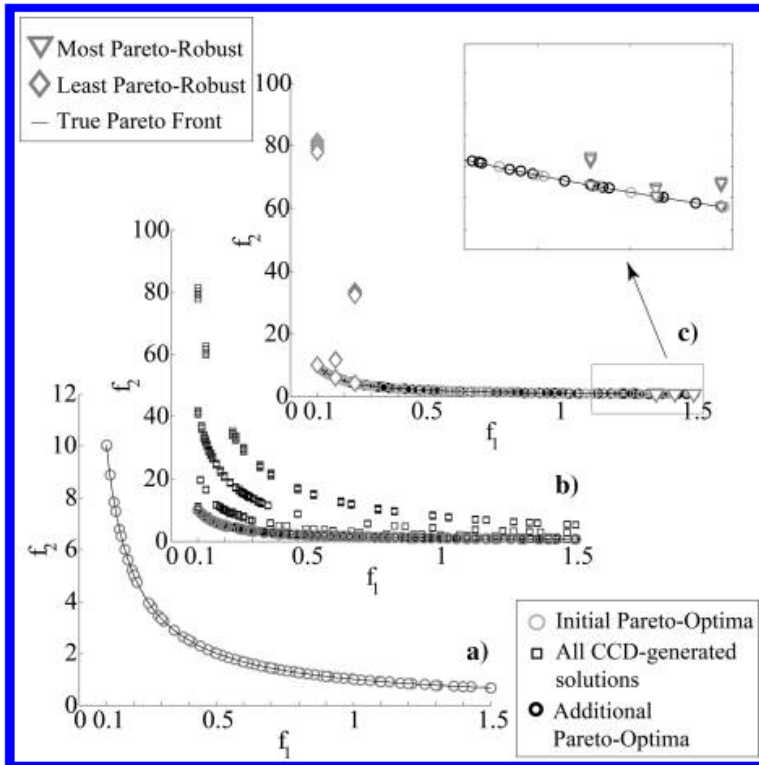 Most Pareto-Robust
Least Pareto-Robust
True Pareto Front
100
80
60
40
20
0
f2
0 0.1 0.5 1 1.5
f1
c)
100
80
60
40
20
0
f2
0 0.1 0.5 1 1.5
f1
b)
12
10
8
6
4
2
0
f2
0 0.1 0.5 1 1.5
f1
a)
Initial Pareto-Optima
All CCD-generated
solutions
Additional
Pareto-Optima